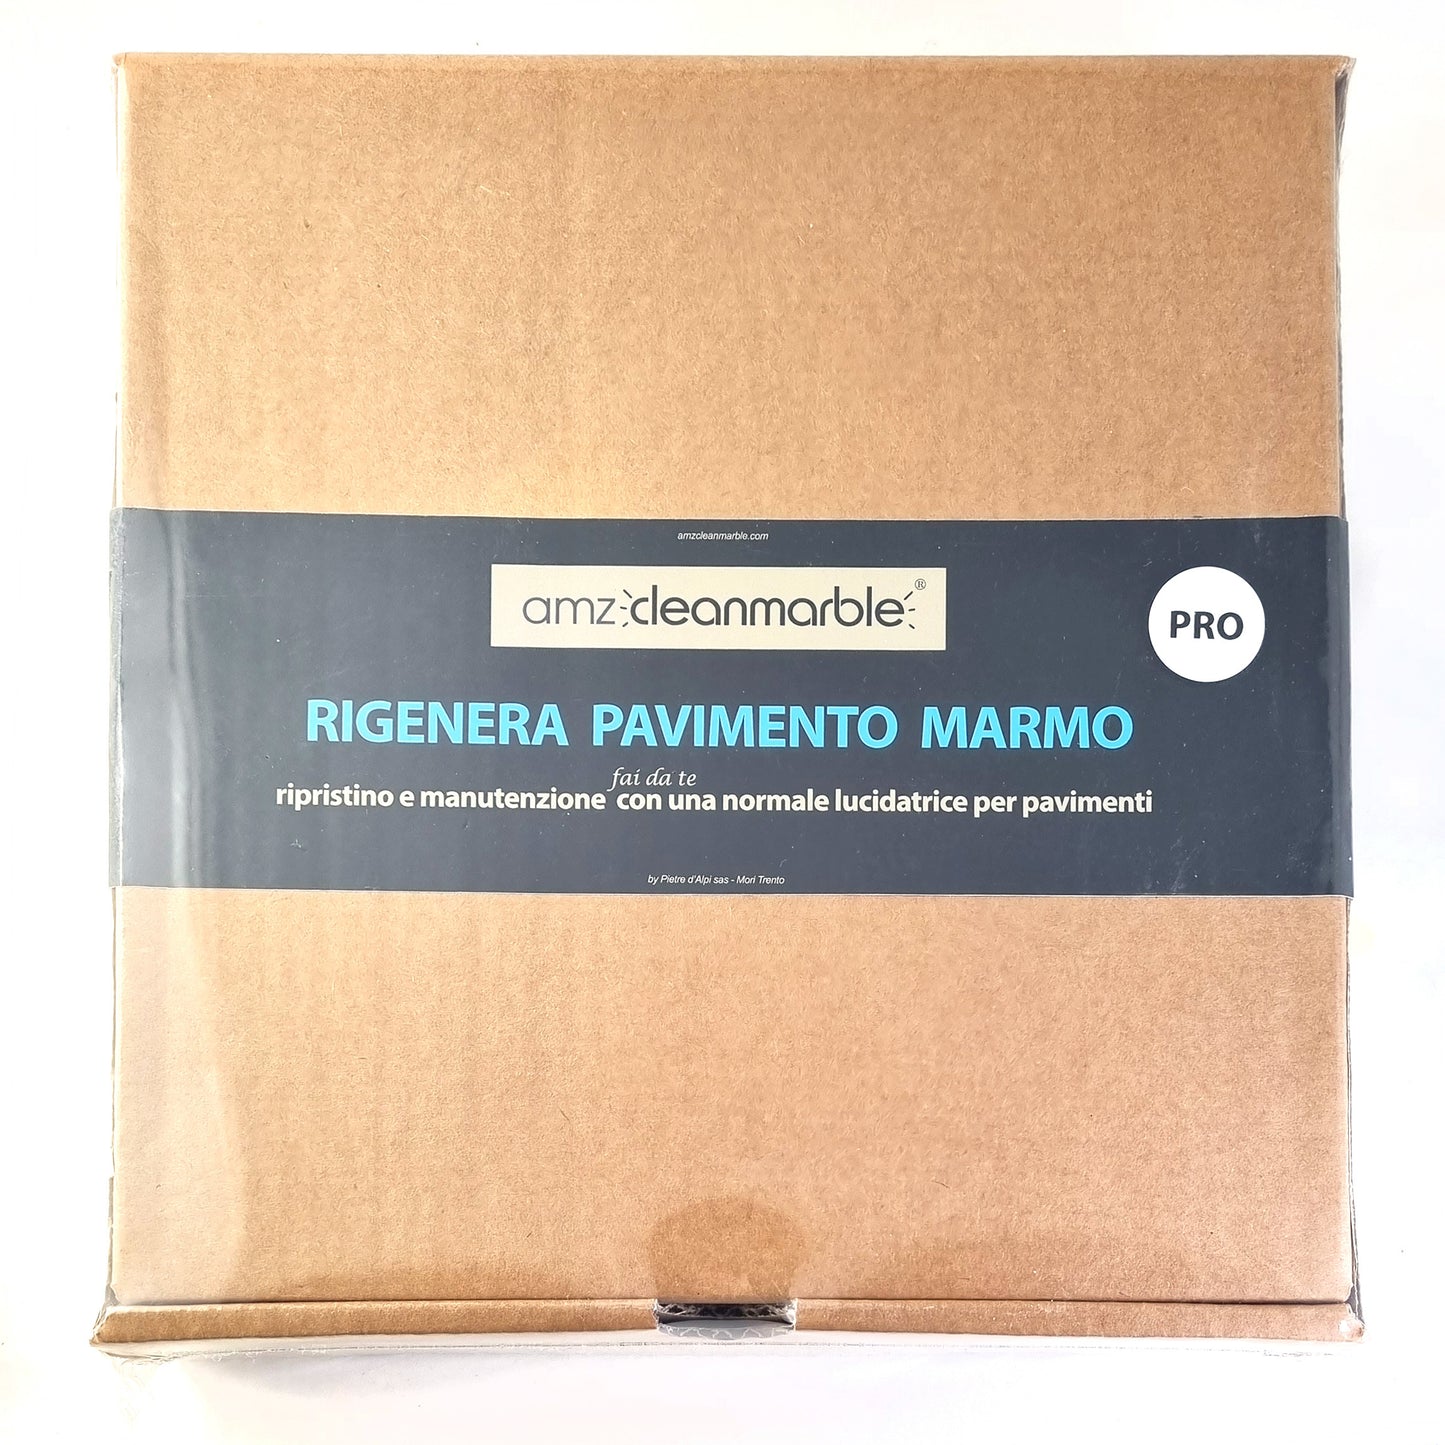 amzcleanmarble.com
amz cleanmarble®
PRO
RIGENERA PAVIMENTO MARMO
fai da te
ripristino e manutenzione con una normale lucidatrice per pavimenti
by Pietre d'Alpi sas - Mori Trento